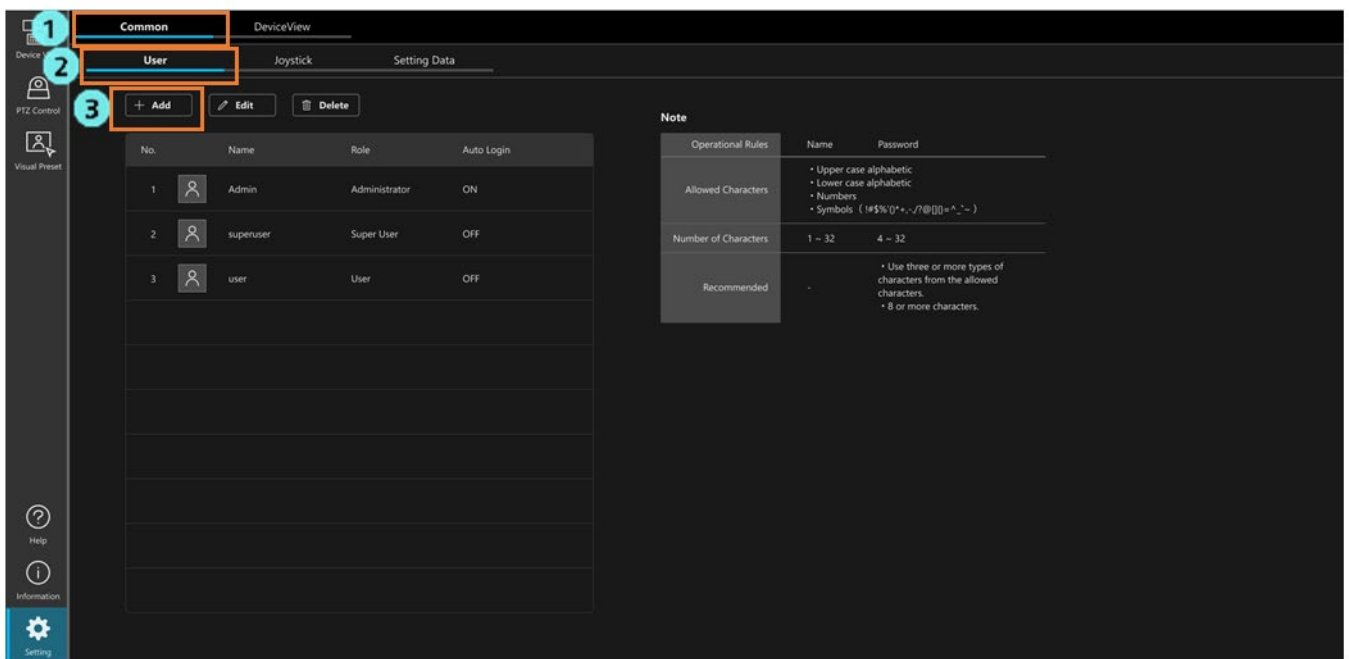 1
Common
DeviceView
Device
2
User
Joystick
Setting Data
PTZ Control
3
+ Add
Edit
Delete
Visual Preset
No.
Name
Role
Auto Login
1
Admin
Administrator
ON
2
superuser
Super User
OFF
3
user
User
OFF
Note
Operational Rules
Name
Password
Allowed Characters
・Upper case alphabetic
・Lower case alphabetic
・Numbers
・Symbols
Number of Characters
1 ~ 32
4 ~ 32
Recommended
-
・Use three or more types of
characters from the allowed
characters.
・8 or more characters.
Help
Information
Setting